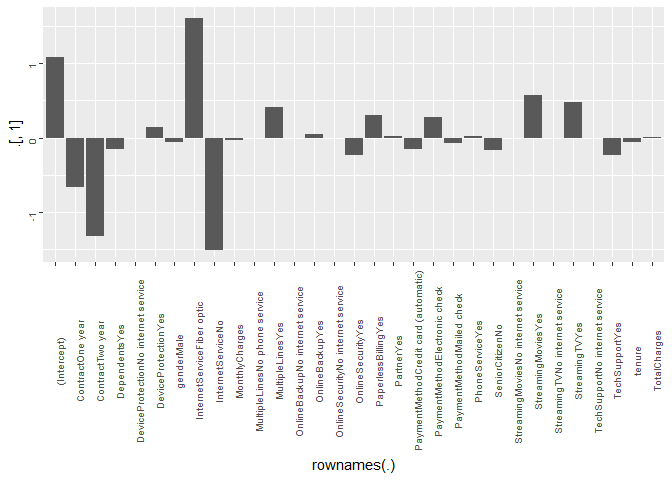 1
0
-1
.[, 1]
(Intercept)
ContractOne year
ContractTwo year
DependentsYes
DeviceProtectionNo internet service
DeviceProtectionYes
genderMale
InternetServiceFiber optic
InternetServiceNo
MonthlyCharges
MultipleLinesNo phone service
MultipleLinesYes
OnlineBackupNo internet service
OnlineBackupYes
OnlineSecurityNo internet service
OnlineSecurityYes
PaperlessBillingYes
PartnerYes
PaymentMethodCredit card (automatic)
PaymentMethodElectronic check
PaymentMethodMailed check
PhoneServiceYes
SeniorCitizenNo
StreamingMoviesNo internet service
StreamingMoviesYes
StreamingTVNo internet service
StreamingTVYes
TechSupportNo internet service
TechSupportYes
tenure
TotalCharges
rownames(.)